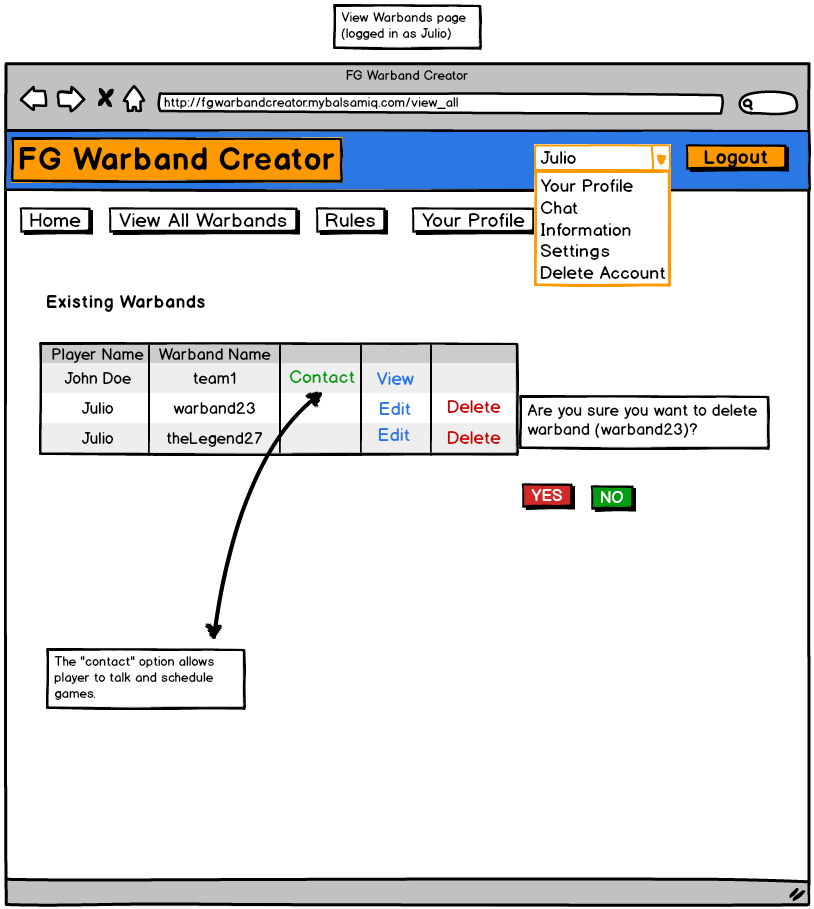 View Warbands page
(logged in as Julio)
FG Warband Creator
http://fgwarbandcreator.mybalsamiq.com/view_all
FG Warband Creator
Julio
Logout
Your Profile
Chat
Information
Settings
Delete Account
Home
View All Warbands
Rules
Your Profile
Existing Warbands
Player Name Warband Name
John Doe team1 Contact View
Julio warband23 Edit Delete
Julio theLegend27 Edit Delete
Are you sure you want to delete
warband (warband23)?
YES
NO
The "contact" option allows
player to talk and schedule
games.